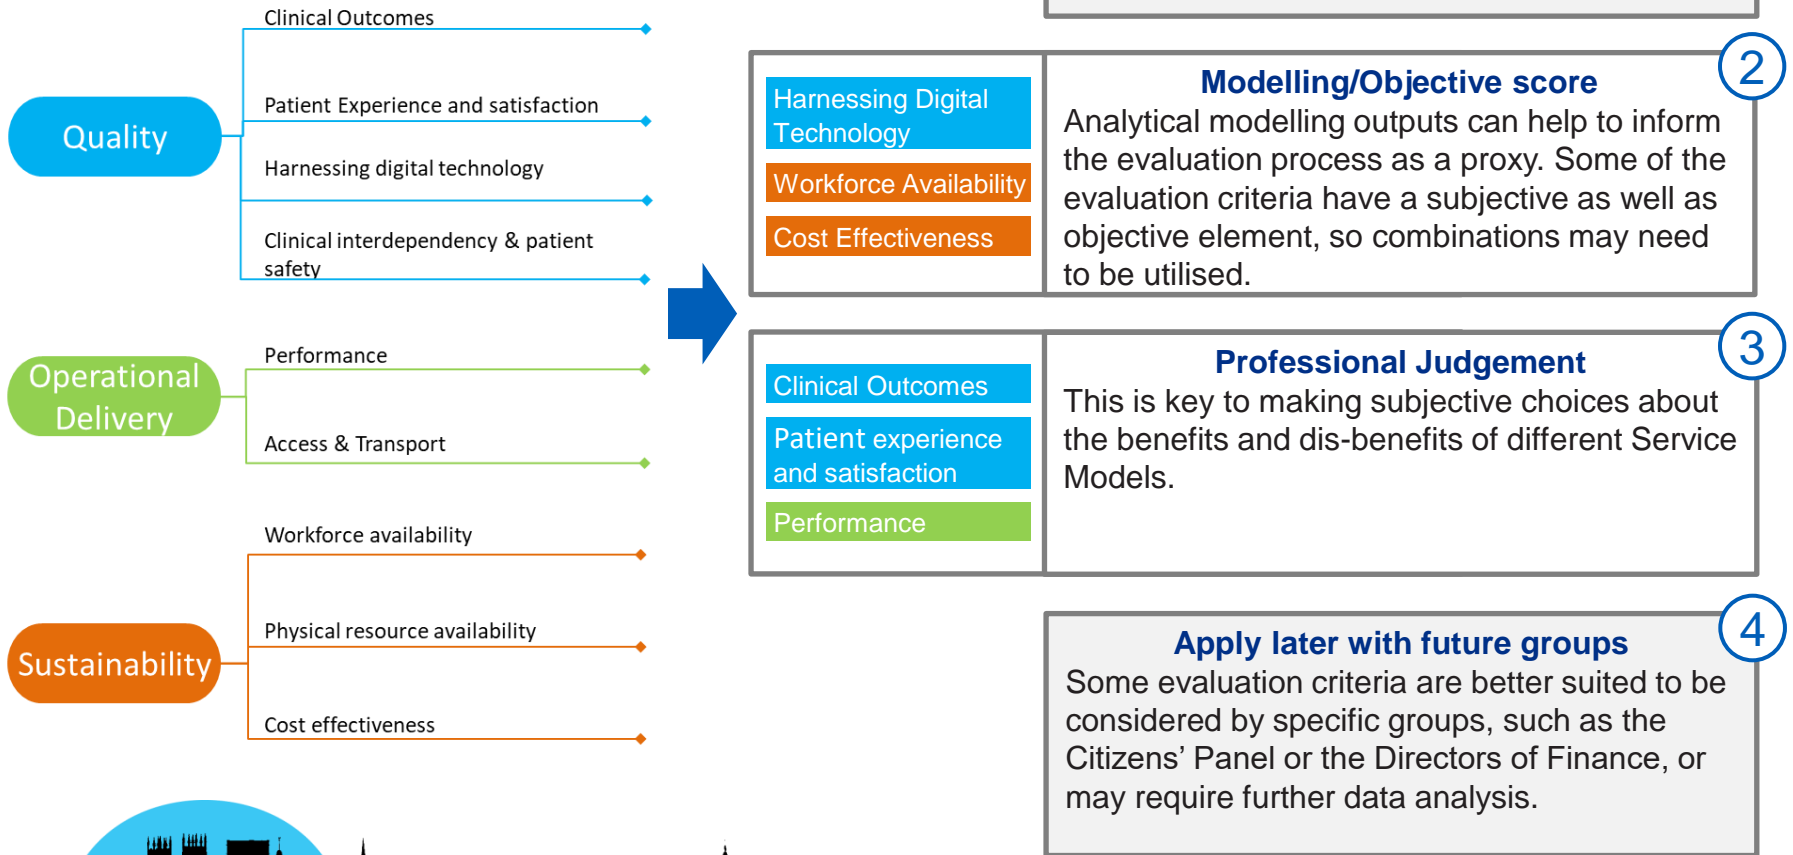 Clinical Outcomes
Patient Experience and satisfaction
Quality
Harnessing digital technology
Clinical interdependency & patient
safety
Performance
Operational
Delivery
Access & Transport
Workforce availability
Physical resource availability
Sustainability
Cost effectiveness
2
Harnessing Digital
Technology
Workforce Availability
Cost Effectiveness
Modelling/Objective score
Analytical modelling outputs can help to inform
the evaluation process as a proxy. Some of the
evaluation criteria have a subjective as well as
objective element, so combinations may need
to be utilised.
3
Clinical Outcomes
Patient experience
and satisfaction
Performance
Professional Judgement
This is key to making subjective choices about
the benefits and dis-benefits of different Service
Models.
4
Apply later with future groups
Some evaluation criteria are better suited to be
considered by specific groups, such as the
Citizens’ Panel or the Directors of Finance, or
may require further data analysis.